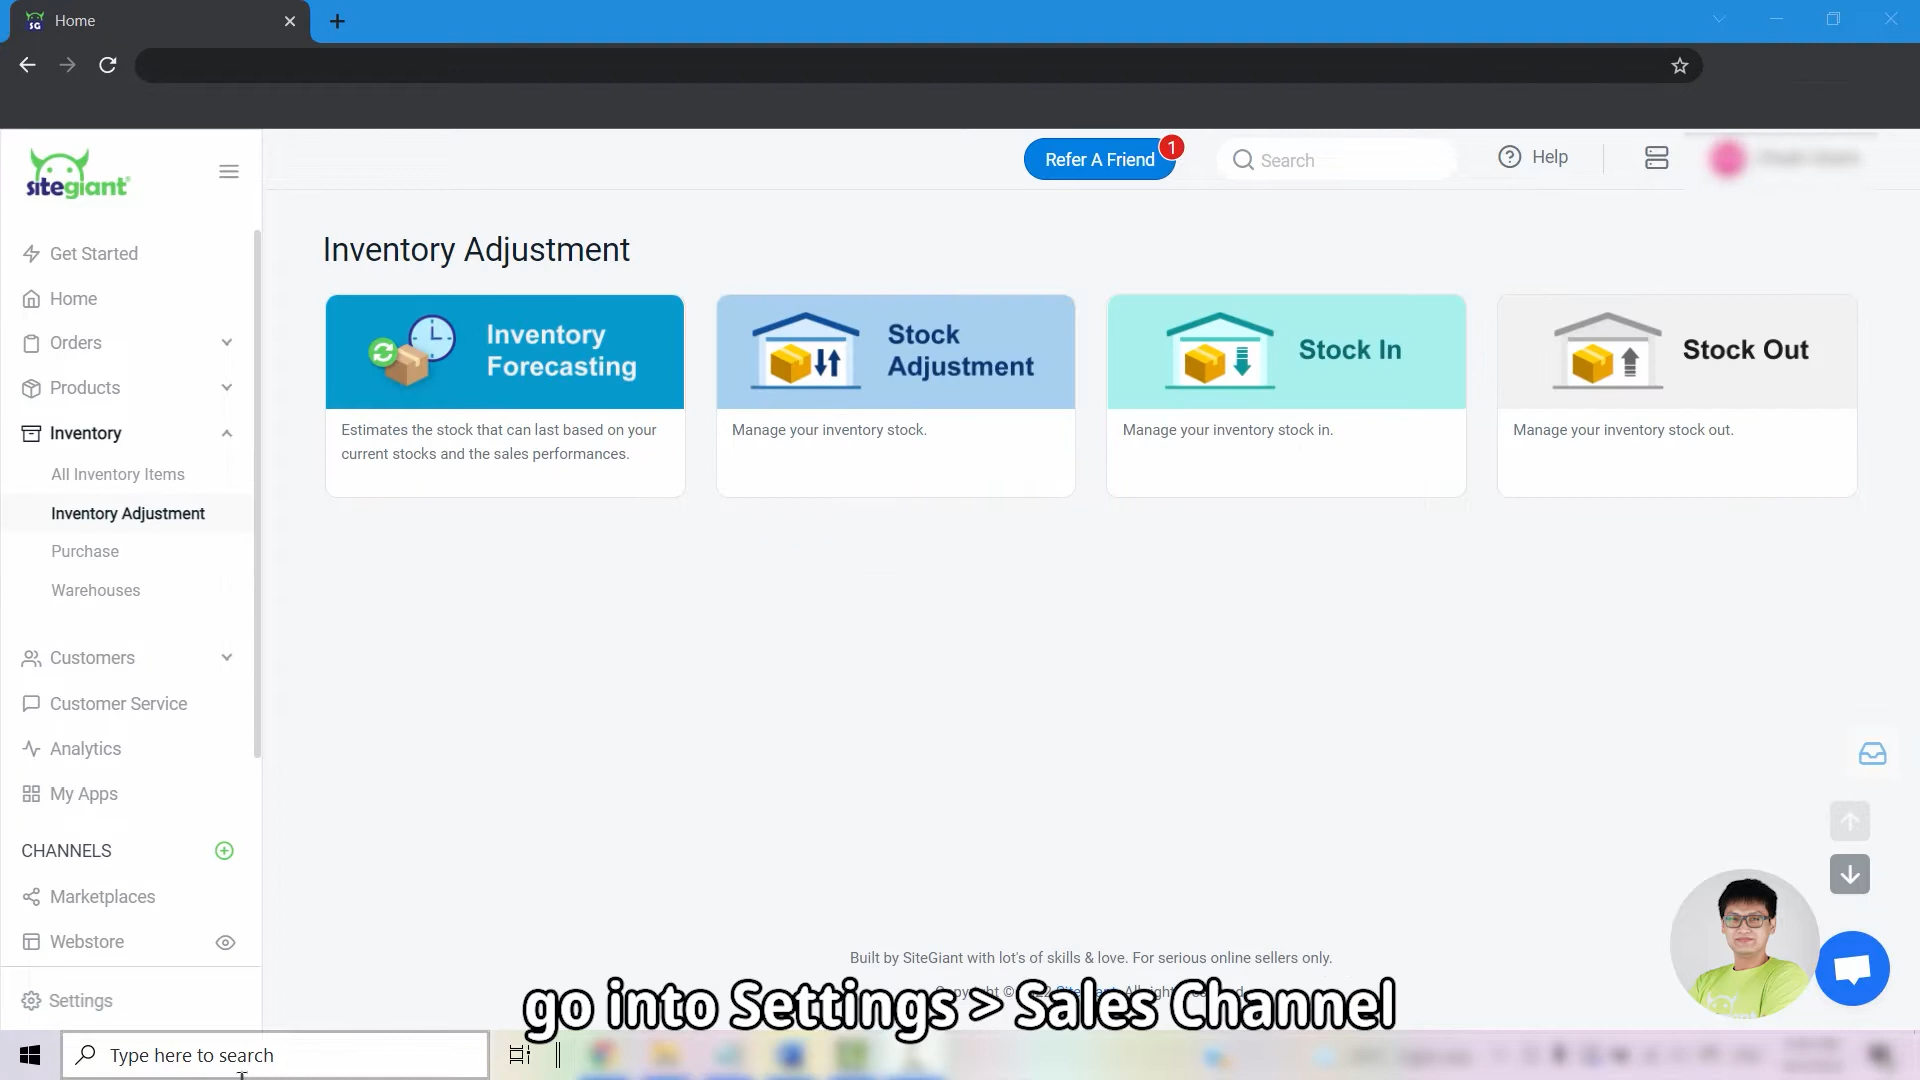 SG
Home
sitegiant®
Refer A Friend
1
Search
Help
Get Started
Home
Orders
Products
Inventory
All Inventory Items
Inventory Adjustment
Purchase
Warehouses
Customers
Customer Service
Analytics
My Apps
CHANNELS
Marketplaces
Webstore
Settings
Inventory Adjustment
Inventory
Forecasting
Estimates the stock that can last based on your
current stocks and the sales performances.
Stock
Adjustment
Manage your inventory stock.
Stock In
Manage your inventory stock in.
Stock Out
Manage your inventory stock out.
Built by SiteGiant with lot's of skills & love. For serious online sellers only.
go into Settings > Sales Channel
Type here to search